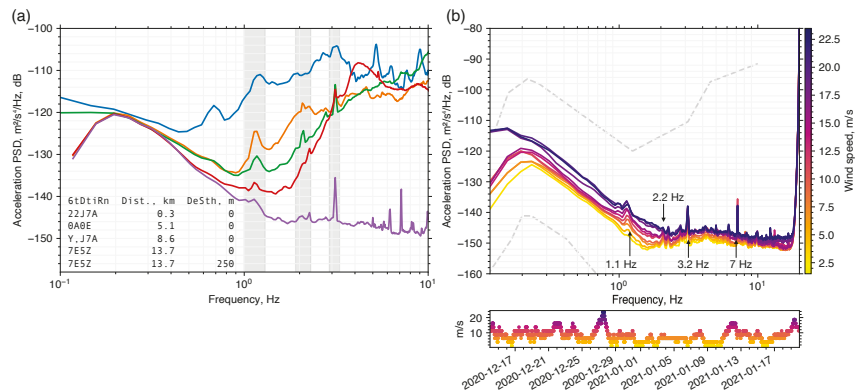 (a)
(b)
−100
−110
−120
−130
−140
−150
Acceleration PSD, m²/s⁴/Hz, dB
6tDtiRn Dist., km DeSth, m
22J7A 0.3 0
0A0E 5.1 0
Y,J7A 8.6 0
7E5Z 13.7 0
7E5Z 13.7 250
10⁻¹ 10⁰ 10¹
Frequency, Hz
−80
−90
−100
−110
−120
−130
−140
−150
−160
Acceleration PSD, m²/s⁴/Hz, dB
2.2 Hz
1.1 Hz
3.2 Hz
7 Hz
10⁰ 10¹
Frequency, Hz
22.5
20.0
17.5
15.0
12.5
10.0
7.5
5.0
2.5
Wind speed, m/s
20
10
m/s
2020-12-17
2020-12-21
2020-12-25
2020-12-29
2021-01-01
2021-01-05
2021-01-09
2021-01-13
2021-01-17